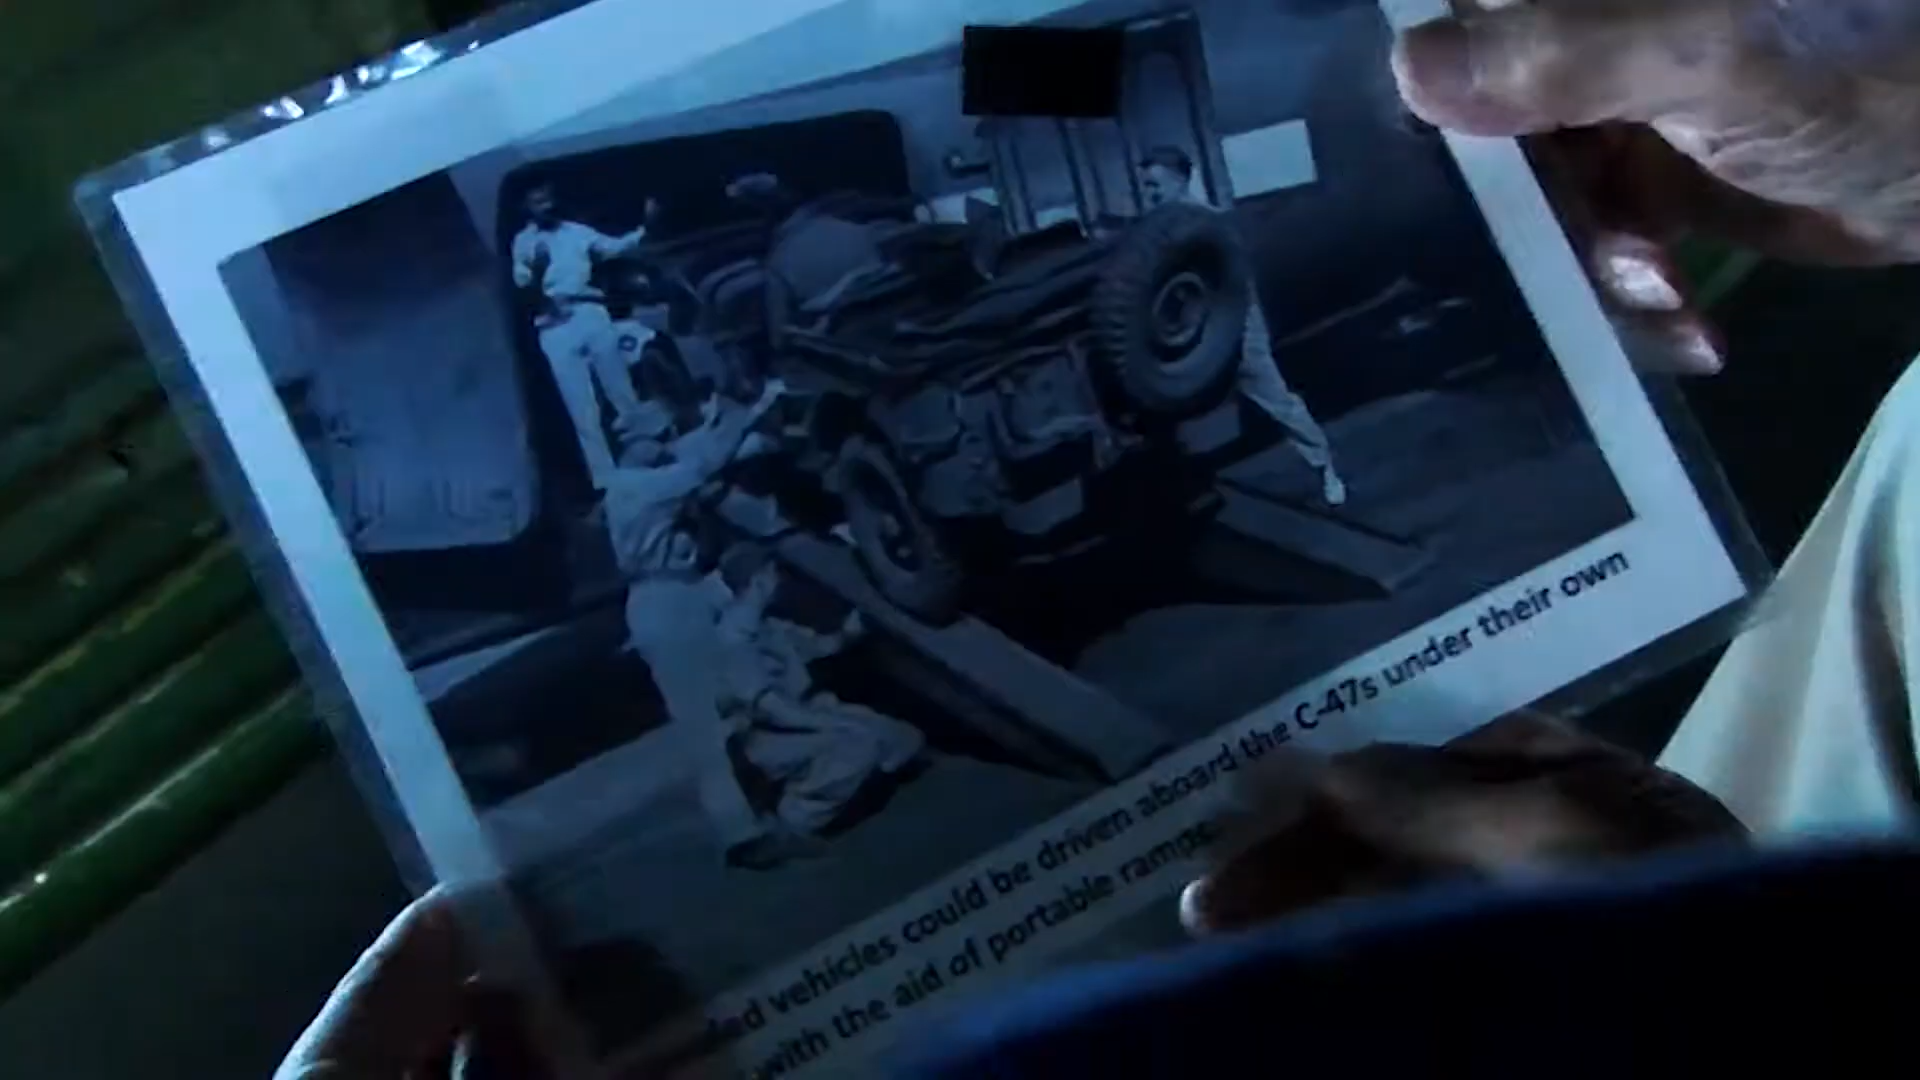 vehicles could be driven aboard the C-47s under their own
with the aid of portable ramps.